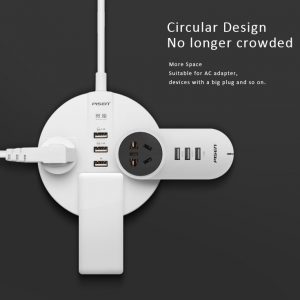 Circular Design
No longer crowded
More Space
Suitable for AC adapter,
devices with a big plug and so on.
PISEN